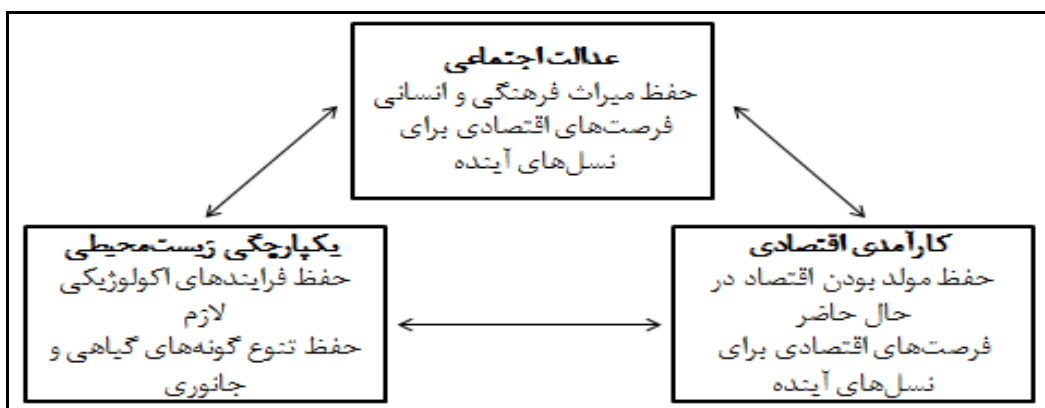 عدالت اجتماعی
حفظ میراث فرهنگی و انسانی
فرصت‌های اقتصادی برای
نسل‌های آینده
کارآمدی اقتصادی
حفظ مولد بودن اقتصاد در
حال حاضر
فرصت‌های اقتصادی برای
نسل‌های آینده
یکپارچگی زیست‌محیطی
حفظ فرایندهای اکولوژیکی
لازم
حفظ تنوع گونه‌های گیاهی و
جانوری